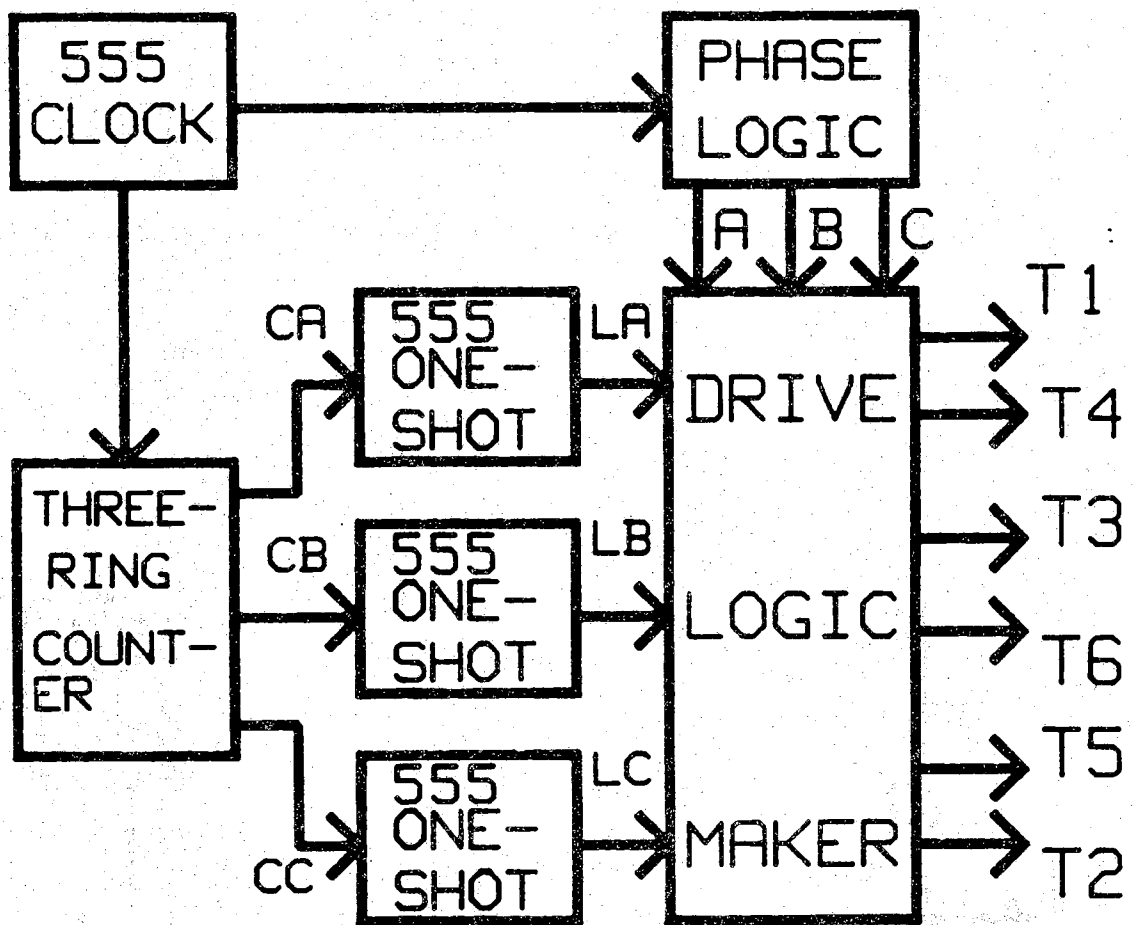 555
CLOCK
PHASE
LOGIC
A
B
C
CA
555
ONE-
SHOT
LA
THREE-
RING
COUNT-
ER
CB
555
ONE-
SHOT
LB
CC
555
ONE-
SHOT
LC
DRIVE
LOGIC
MAKER
T1
T4
T3
T6
T5
T2